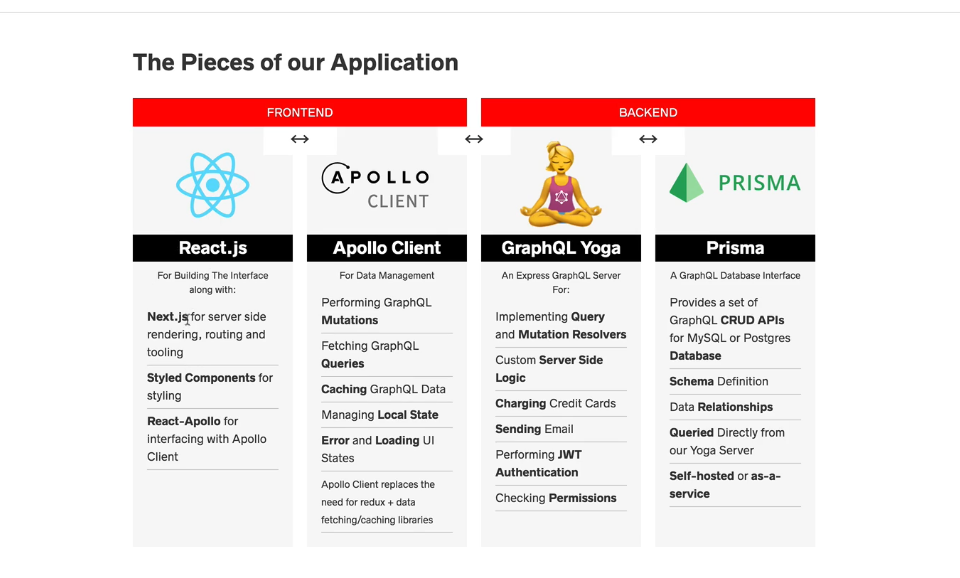 The Pieces of our Application
FRONTEND
BACKEND
APOLLO
CLIENT
PRISMA
React.js
For Building The Interface
along with:
Next.js for server side
rendering, routing and
tooling
Styled Components for
styling
React-Apollo for
interfacing with Apollo
Client
Apollo Client
For Data Management
Performing GraphQL
Mutations
Fetching GraphQL
Queries
Caching GraphQL Data
Managing Local State
Error and Loading UI
States
Apollo Client replaces the
need for redux + data
fetching/caching libraries
GraphQL Yoga
An Express GraphQL Server
For:
Implementing Query
and Mutation Resolvers
Custom Server Side
Logic
Charging Credit Cards
Sending Email
Performing JWT
Authentication
Checking Permissions
Prisma
A GraphQL Database Interface
Provides a set of
GraphQL CRUD APIs
for MySQL or Postgres
Database
Schema Definition
Data Relationships
Queried Directly from
our Yoga Server
Self-hosted or as-a-
service